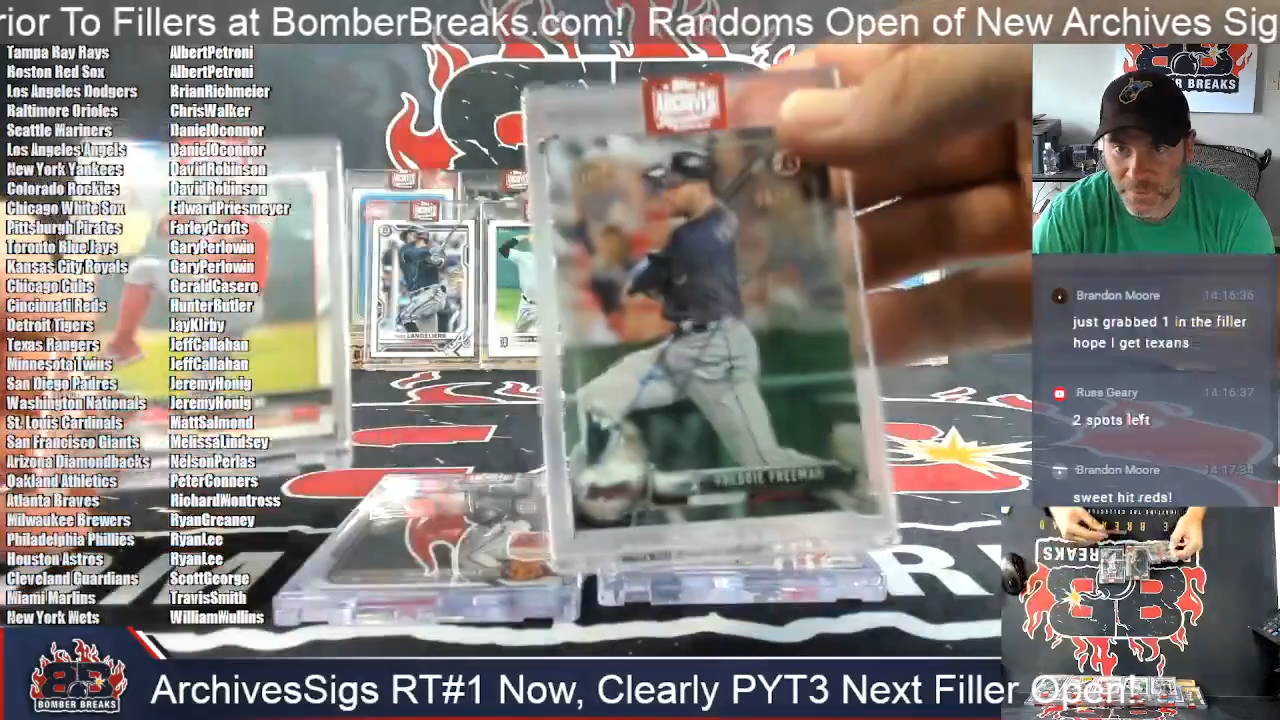 rior To Fillers at BomberBreaks.com!  Randoms Open of New Archives Sig
Tampa Bay Rays AlbertPetroni
Boston Red Sox AlbertPetroni
Los Angeles Dodgers BrianRichmeier
Baltimore Orioles ChrisWalker
Seattle Mariners DanielOconnor
Los Angeles Angels DanielOconnor
New York Yankees DavidRobinson
Colorado Rockies DavidRobinson
Chicago White Sox EdwardPriesmeyer
Pittsburgh Pirates FarleyCrofts
Toronto Blue Jays GaryPerlowin
Kansas City Royals GaryPerlowin
Chicago Cubs GeraldCasero
Cincinnati Reds HunterButler
Detroit Tigers JayKIrby
Texas Rangers JeffCallahan
Minnesota Twins JeffCallahan
San Diego Padres JeremyHonig
Washington Nationals JeremyHonig
St. Louis Cardinals MattSalmond
San Francisco Giants MelissaLindsey
Arizona Diamondbacks NelsonPerlas
Oakland Athletics PeterConners
Atlanta Braves RichardMontross
Milwaukee Brewers RyanGreaney
Philadelphia Phillies RyanLee
Houston Astros RyanLee
Cleveland Guardians ScottGeorge
Miami Marlins TravisSmith
New York Mets WilliamMullins
ARCHIVES
LANGELIERS
FREDDIE FREEMAN
BOMBER BREAKS
Brandon Moore 14:16:36
just grabbed 1 in the filler
hope I get texans
Russ Geary 14:16:37
2 spots left
Brandon Moore 14:17:34
sweet hit reds!
BREAKS
BOMBER BREAKS
ArchivesSigs RT#1 Now, Clearly PYT3 Next Filler Open!